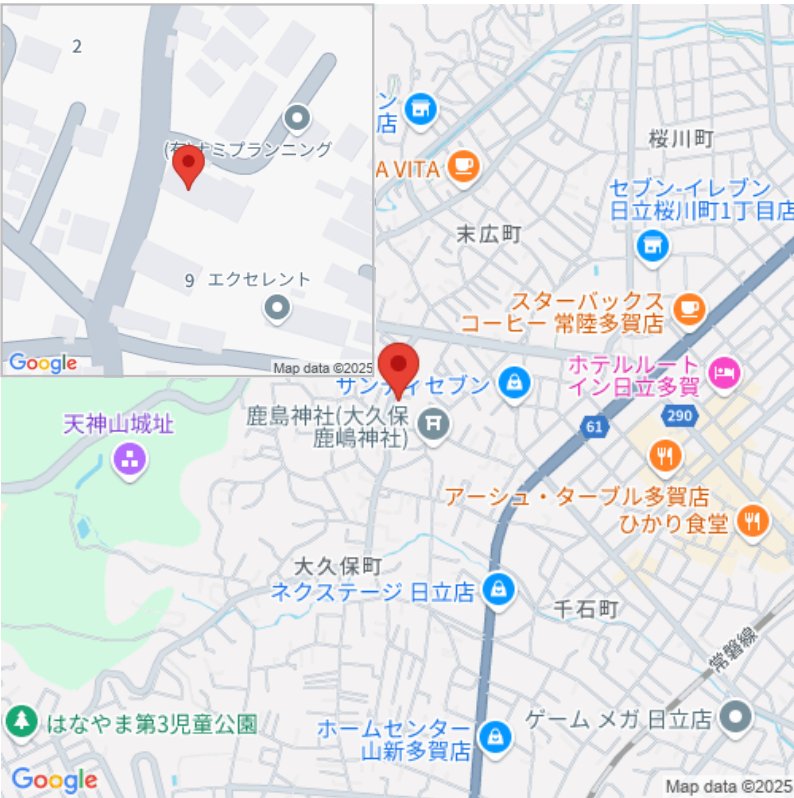 2
(有)ナミプランニング
9
エクセレント
Google
Map data ©2025
ン
店
A VITA
桜川町
セブン-イレブン
日立桜川町1丁目店
末広町
スターバックス
コーヒー 常陸多賀店
ホテルルート
イン日立多賀
サンデイセブン
天神山城址
鹿島神社(大久保
鹿嶋神社)
61
290
アーシュ・ターブル多賀店
ひかり食堂
大久保町
ネクステージ 日立店
千石町
常磐線
はなやま第3児童公園
ホームセンター
山新多賀店
ゲーム メガ 日立店
Google
Map data ©2025